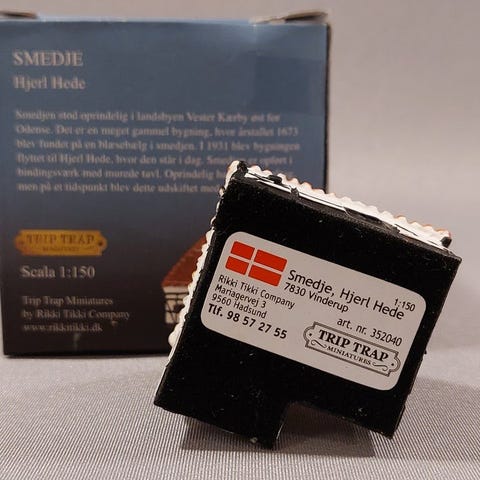 SMEDJE
Hjerl Hede
Smedjen stod oprindelig i landsbyen Vester Kærby øst for
Odense. Det er en meget gammel bygning, hvor årstallet 1673
blev fundet på en blæsebælg i smedjen. I 1931 blev bygningen
flyttet til Hjerl Hede, hvor den står i dag. Smedjen er opført i
bindingsværk med murede tavl. Oprindelig
men på et tidspunkt blev dette udskiftet med
TRIP TRAP
MINIATURES
Scala 1:150
Trip Trap Miniatures
by Rikki Tikki Company
www.rikkitikki.dk
Smedje, Hjerl Hede
7830 Vinderup
1:150
art. nr. 352040
Rikki Tikki Company
Mariagervej 3
9560 Hadsund
Tlf. 98 57 27 55
TRIP TRAP
MINIATURES